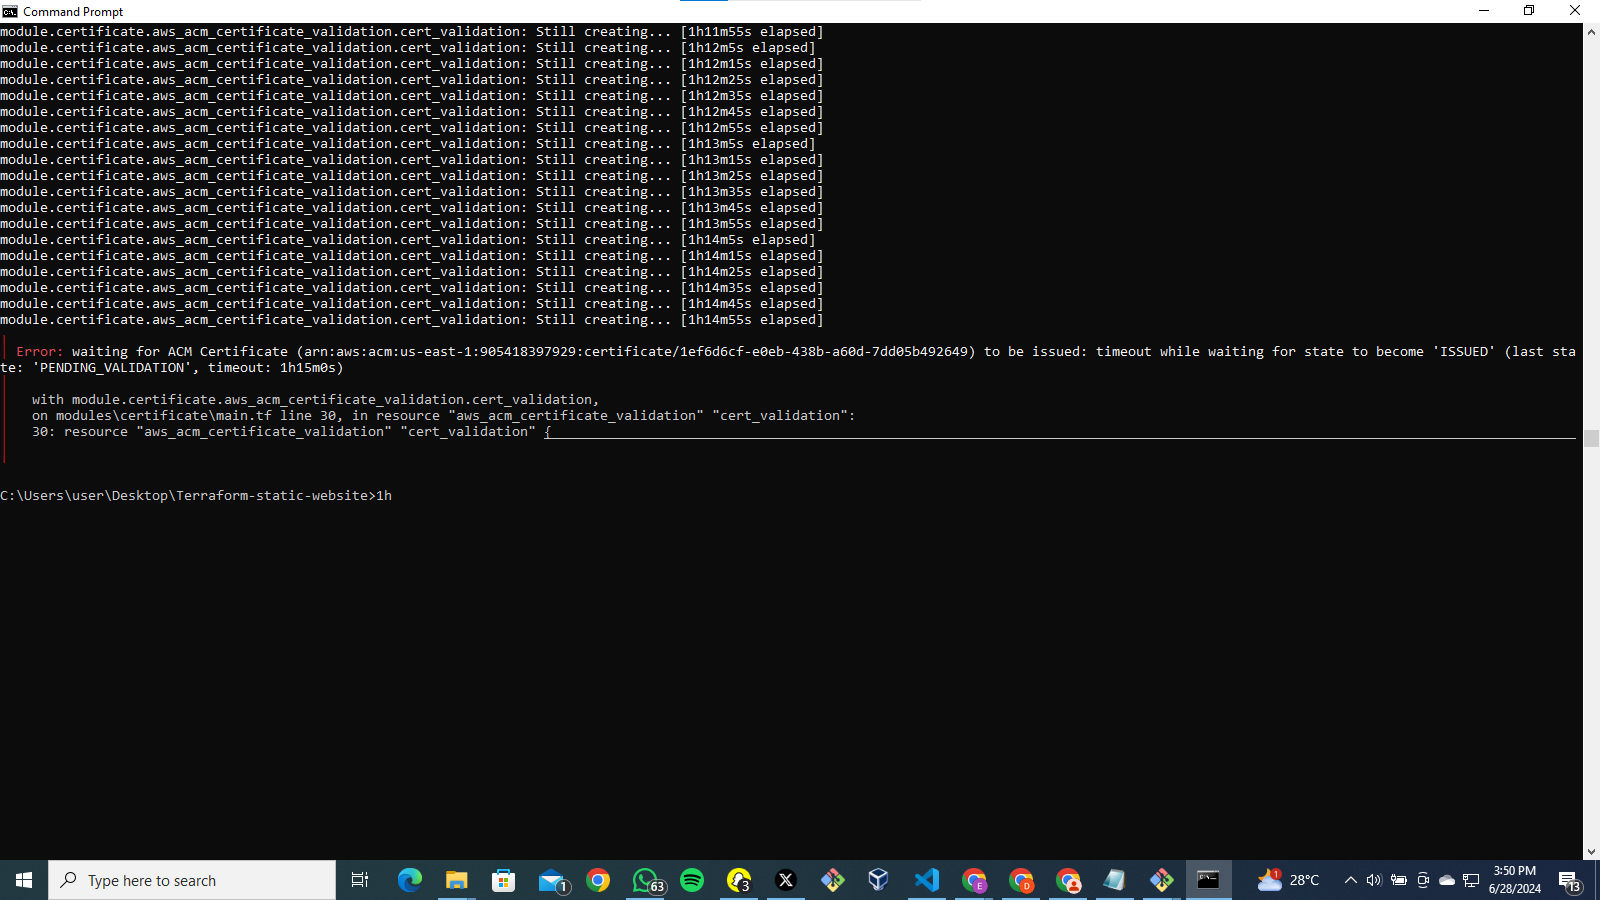 Command Prompt
module.certificate.aws_acm_certificate_validation.cert_validation: Still creating... [1h11m55s elapsed]
module.certificate.aws_acm_certificate_validation.cert_validation: Still creating... [1h12m5s elapsed]
module.certificate.aws_acm_certificate_validation.cert_validation: Still creating... [1h12m15s elapsed]
module.certificate.aws_acm_certificate_validation.cert_validation: Still creating... [1h12m25s elapsed]
module.certificate.aws_acm_certificate_validation.cert_validation: Still creating... [1h12m35s elapsed]
module.certificate.aws_acm_certificate_validation.cert_validation: Still creating... [1h12m45s elapsed]
module.certificate.aws_acm_certificate_validation.cert_validation: Still creating... [1h12m55s elapsed]
module.certificate.aws_acm_certificate_validation.cert_validation: Still creating... [1h13m5s elapsed]
module.certificate.aws_acm_certificate_validation.cert_validation: Still creating... [1h13m15s elapsed]
module.certificate.aws_acm_certificate_validation.cert_validation: Still creating... [1h13m25s elapsed]
module.certificate.aws_acm_certificate_validation.cert_validation: Still creating... [1h13m35s elapsed]
module.certificate.aws_acm_certificate_validation.cert_validation: Still creating... [1h13m45s elapsed]
module.certificate.aws_acm_certificate_validation.cert_validation: Still creating... [1h13m55s elapsed]
module.certificate.aws_acm_certificate_validation.cert_validation: Still creating... [1h14m5s elapsed]
module.certificate.aws_acm_certificate_validation.cert_validation: Still creating... [1h14m15s elapsed]
module.certificate.aws_acm_certificate_validation.cert_validation: Still creating... [1h14m25s elapsed]
module.certificate.aws_acm_certificate_validation.cert_validation: Still creating... [1h14m35s elapsed]
module.certificate.aws_acm_certificate_validation.cert_validation: Still creating... [1h14m45s elapsed]
module.certificate.aws_acm_certificate_validation.cert_validation: Still creating... [1h14m55s elapsed]
Error: waiting for ACM Certificate (arn:aws:acm:us-east-1:905418397929:certificate/1ef6d6cf-e0eb-438b-a60d-7dd05b492649) to be issued: timeout while waiting for state to become 'ISSUED' (last sta
te: 'PENDING_VALIDATION', timeout: 1h15m0s)
with module.certificate.aws_acm_certificate_validation.cert_validation,
on modules\certificate\main.tf line 30, in resource "aws_acm_certificate_validation" "cert_validation":
30: resource "aws_acm_certificate_validation" "cert_validation" {
C:\Users\user\Desktop\Terraform-static-website>1h
Type here to search
1
63
3
E
D
1
28°C
3:50 PM
6/28/2024
13